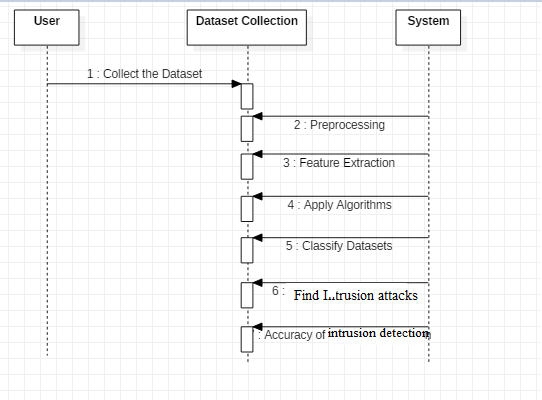 User
Dataset Collection
System
1 : Collect the Dataset
2 : Preprocessing
3 : Feature Extraction
4 : Apply Algorithms
5 : Classify Datasets
6 : Find Intrusion attacks
: Accuracy of intrusion detection